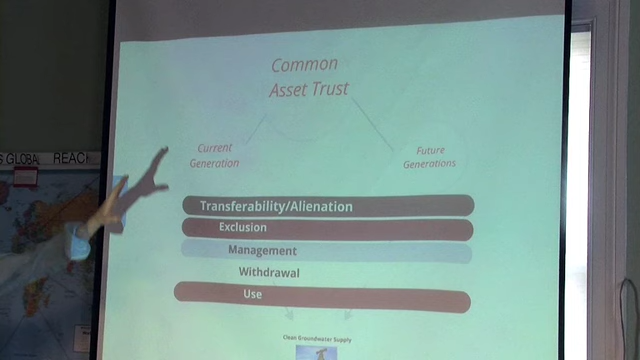 S GLOBAL REACH
Common
Asset Trust
Current
Generation
Future
Generations
Transferability/Alienation
Exclusion
Management
Withdrawal
Use
Clean Groundwater Supply